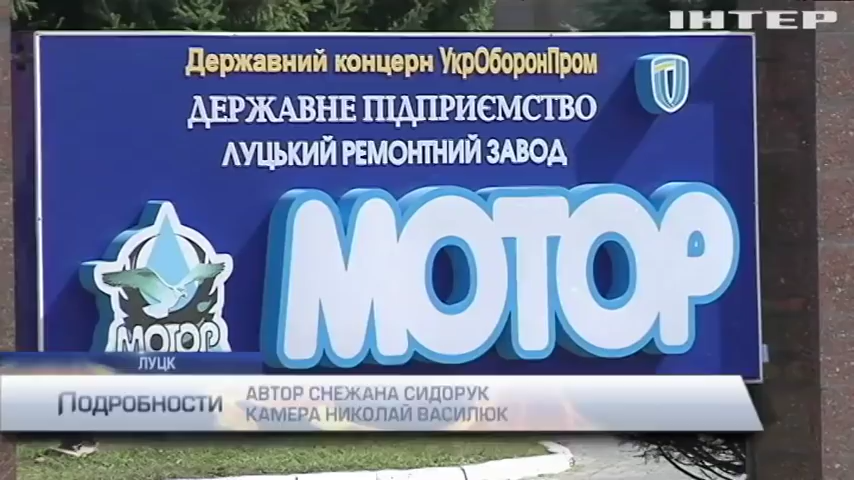 ІНТЕР
Державний концерн УкрОборонПром
ДЕРЖАВНЕ ПІДПРИЄМСТВО
ЛУЦЬКИЙ РЕМОНТНИЙ ЗАВОД
МОТОР
МОТОР
ЛУЦК
ПОДРОБНОСТИ
АВТОР СНЕЖАНА СИДОРУК
КАМЕРА НИКОЛАЙ ВАСИЛЮК